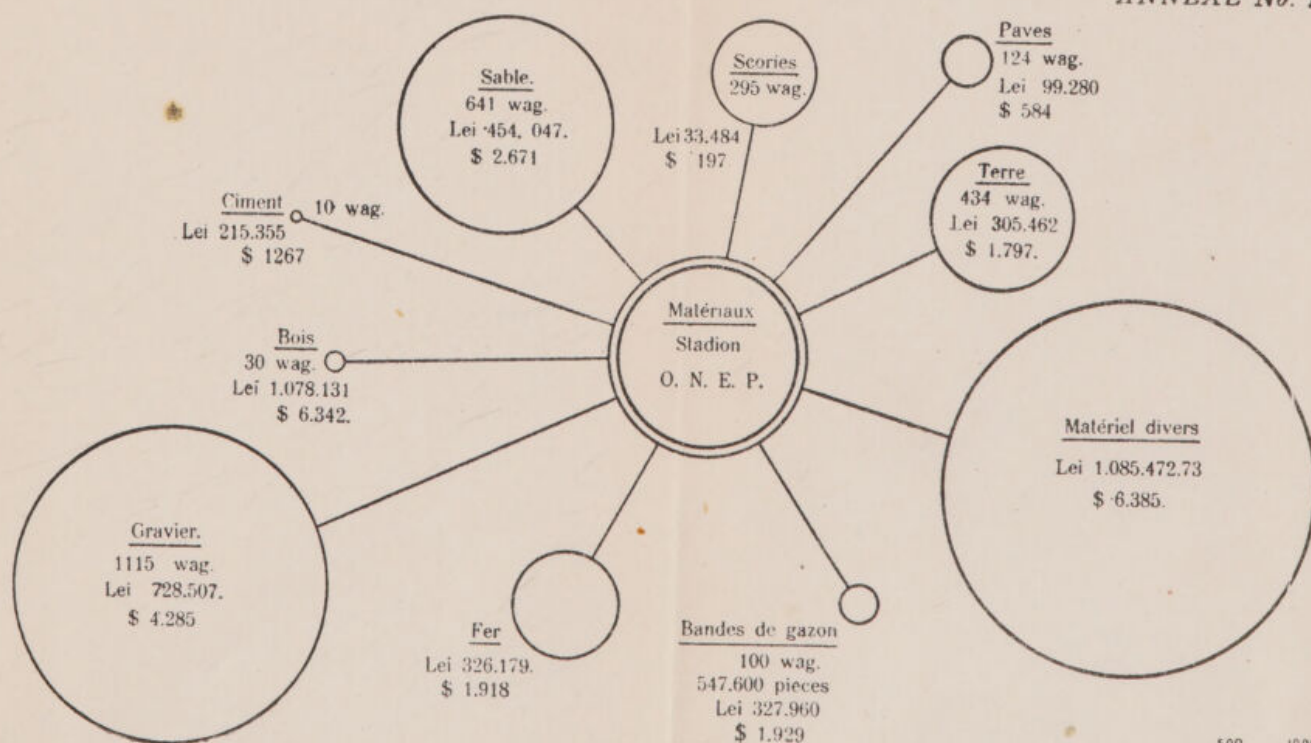 Sable.
641 wag.
Lei 454, 047.
$ 2.671
Scories
295 wag.
Lei 33.484
$ 197
Paves
124 wag.
Lei 99.280
$ 584
Ciment
10 wag.
Lei 215.355
$ 1267
Terre
434 wag.
Lei 305.462
$ 1.797.
Matériaux
Stadion
O. N. E. P.
Bois
30 wag.
Lei 1.078.131
$ 6.342.
Matériel divers
Lei 1.085.472.73
$ 6.385.
Gravier.
1115 wag.
Lei 728.507.
$ 4.285
Fer
Lei 326.179.
$ 1.918
Bandes de gazon
100 wag.
547.600 pieces
Lei 327.960
$ 1.929